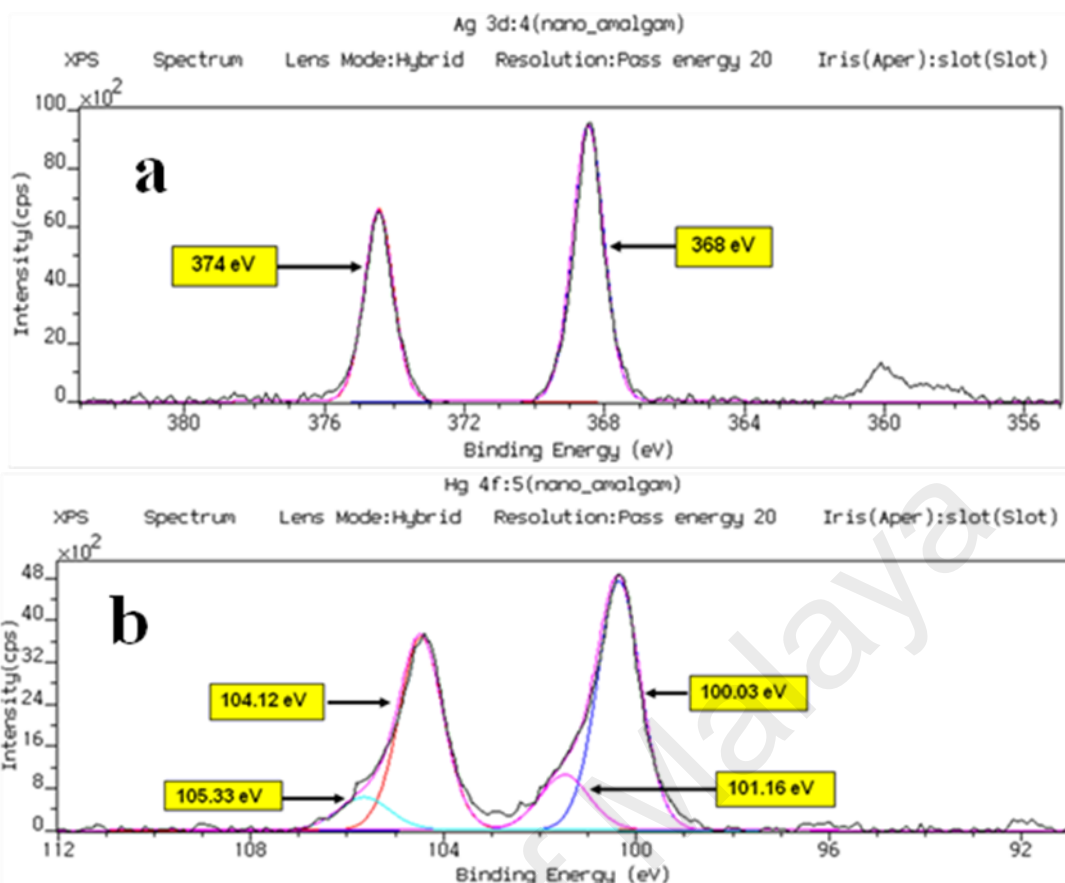 Ag 3d:4(nano_amalgam)
XPS Spectrum Lens Mode:Hybrid Resolution:Pass energy 20 Iris(Aper):slot(Slot)
100 ×10²
80
60
40
20
0
Intensity(cps)
a
374 eV
368 eV
380 376 372 368 364 360 356
Binding Energy (eV)
Hg 4f:5(nano_amalgam)
XPS Spectrum Lens Mode:Hybrid Resolution:Pass energy 20 Iris(Aper):slot(Slot)
×10²
48
40
32
24
16
8
0
Intensity(cps)
b
104.12 eV
100.03 eV
105.33 eV
101.16 eV
112 108 104 100 96 92
Binding Energy (eV)
f Malaya